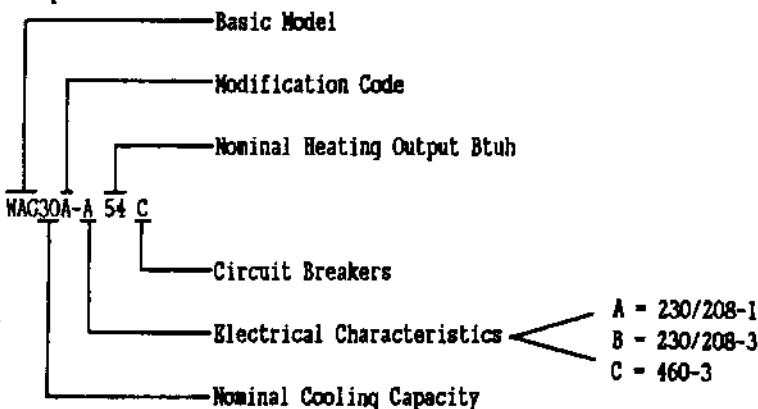 Basic Model
Modification Code
Nominal Heating Output Btuh
WAG30A-A 54 C
Circuit Breakers
Electrical Characteristics
A = 230/208-1
B - 230/208-3
C = 460-3
Nominal Cooling Capacity